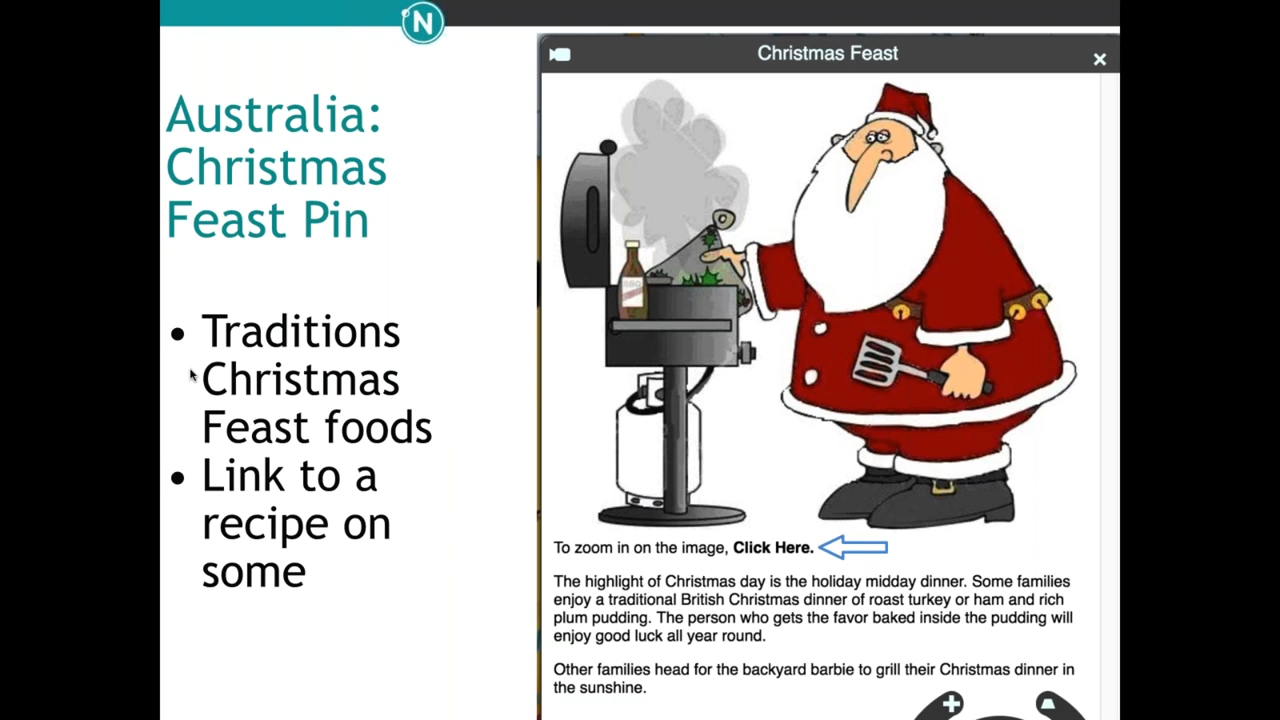 N
Christmas Feast
Australia:
Christmas
Feast Pin
• Traditions
Christmas
Feast foods
• Link to a
recipe on
some
BBQ
To zoom in on the image, Click Here.
The highlight of Christmas day is the holiday midday dinner. Some families
enjoy a traditional British Christmas dinner of roast turkey or ham and rich
plum pudding. The person who gets the favor baked inside the pudding will
enjoy good luck all year round.
Other families head for the backyard barbie to grill their Christmas dinner in
the sunshine.